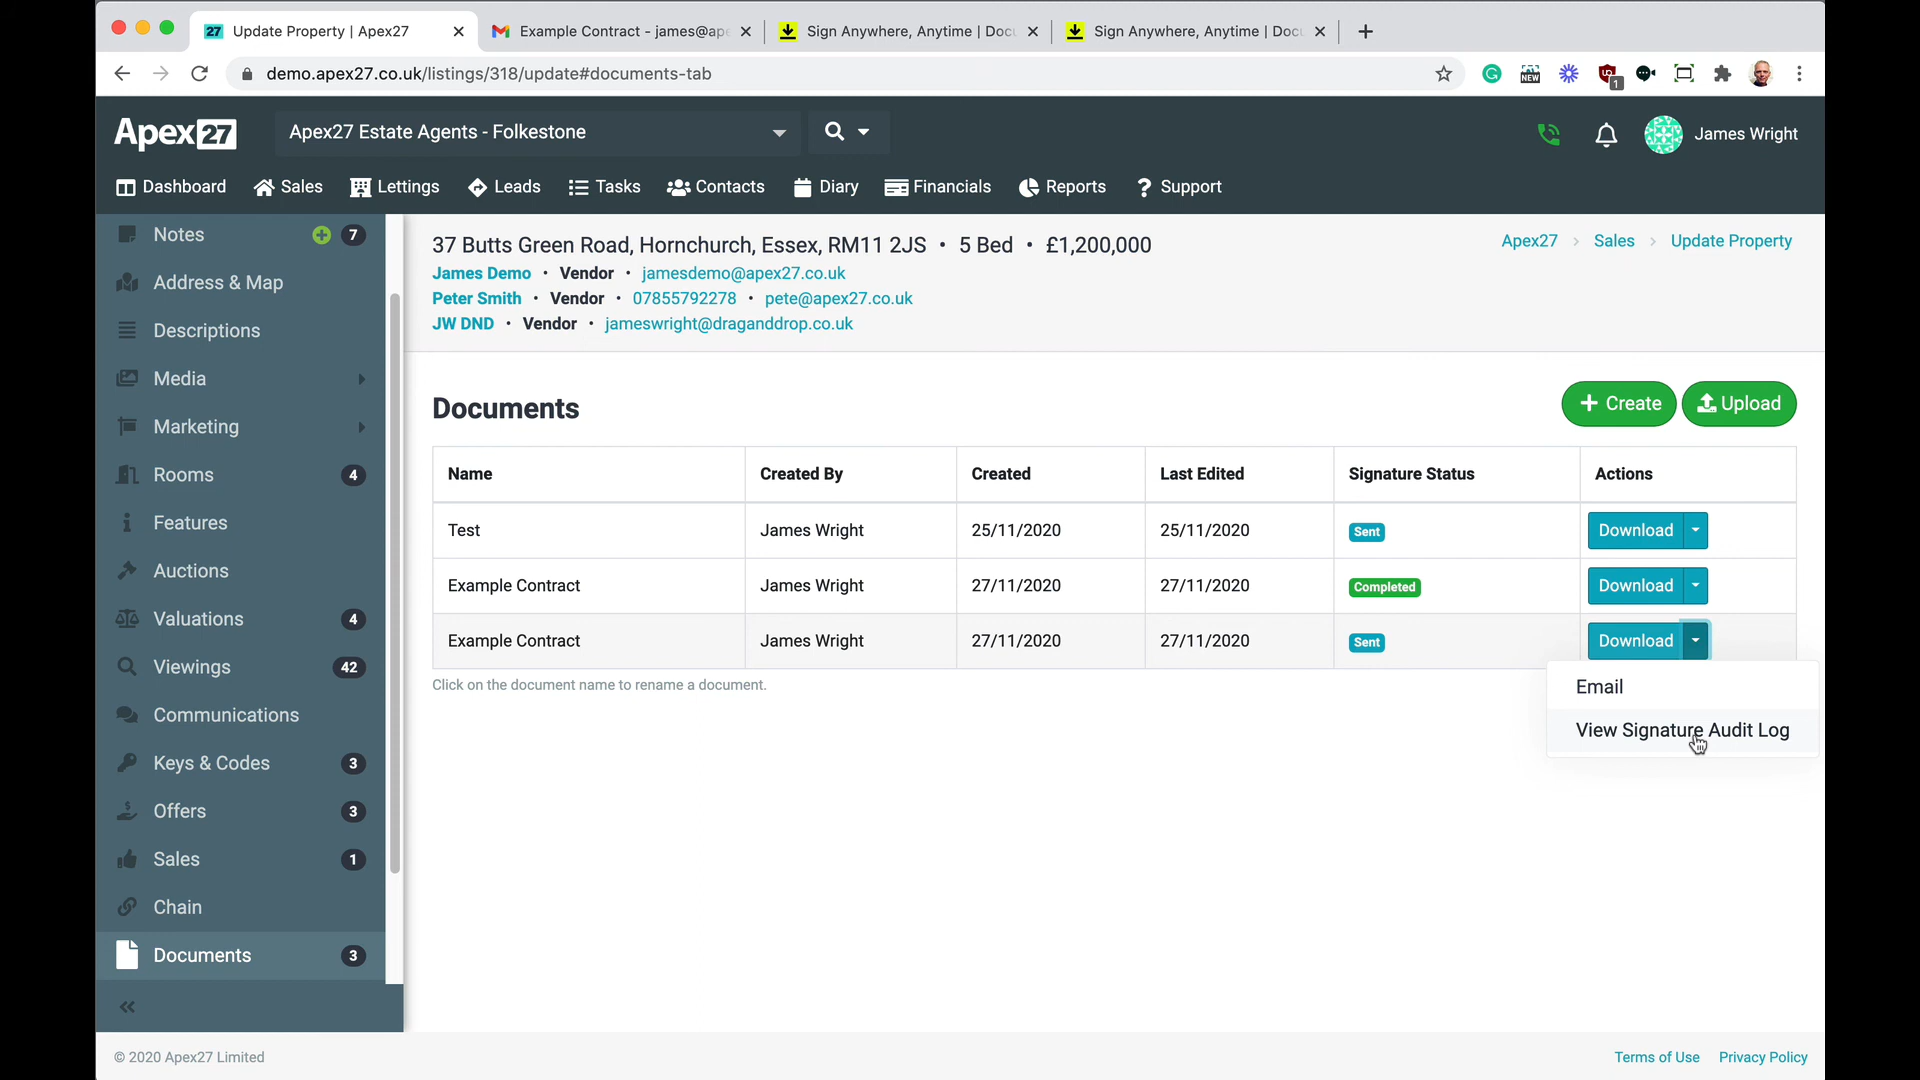 Update Property | Apex27
Example Contract - james@ape
Sign Anywhere, Anytime | Doc
Sign Anywhere, Anytime | Doc
demo.apex27.co.uk/listings/318/update#documents-tab
NEW
1
Apex27
Apex27 Estate Agents - Folkestone
James Wright
Dashboard Sales Lettings Leads Tasks Contacts Diary Financials Reports Support
Notes 7
Address & Map
Descriptions
Media
Marketing
Rooms 4
Features
Auctions
Valuations 4
Viewings 42
Communications
Keys & Codes 3
Offers 3
Sales 1
Chain
Documents 3
37 Butts Green Road, Hornchurch, Essex, RM11 2JS • 5 Bed • £1,200,000
James Demo • Vendor • jamesdemo@apex27.co.uk
Peter Smith • Vendor • 07855792278 • pete@apex27.co.uk
JW DND • Vendor • jameswright@draganddrop.co.uk
Apex27 > Sales > Update Property
Documents
Create Upload
Name Created By Created Last Edited Signature Status Actions
Test James Wright 25/11/2020 25/11/2020 Sent Download
Example Contract James Wright 27/11/2020 27/11/2020 Completed Download
Example Contract James Wright 27/11/2020 27/11/2020 Sent Download
Click on the document name to rename a document.
Email
View Signature Audit Log
© 2020 Apex27 Limited
Terms of Use Privacy Policy